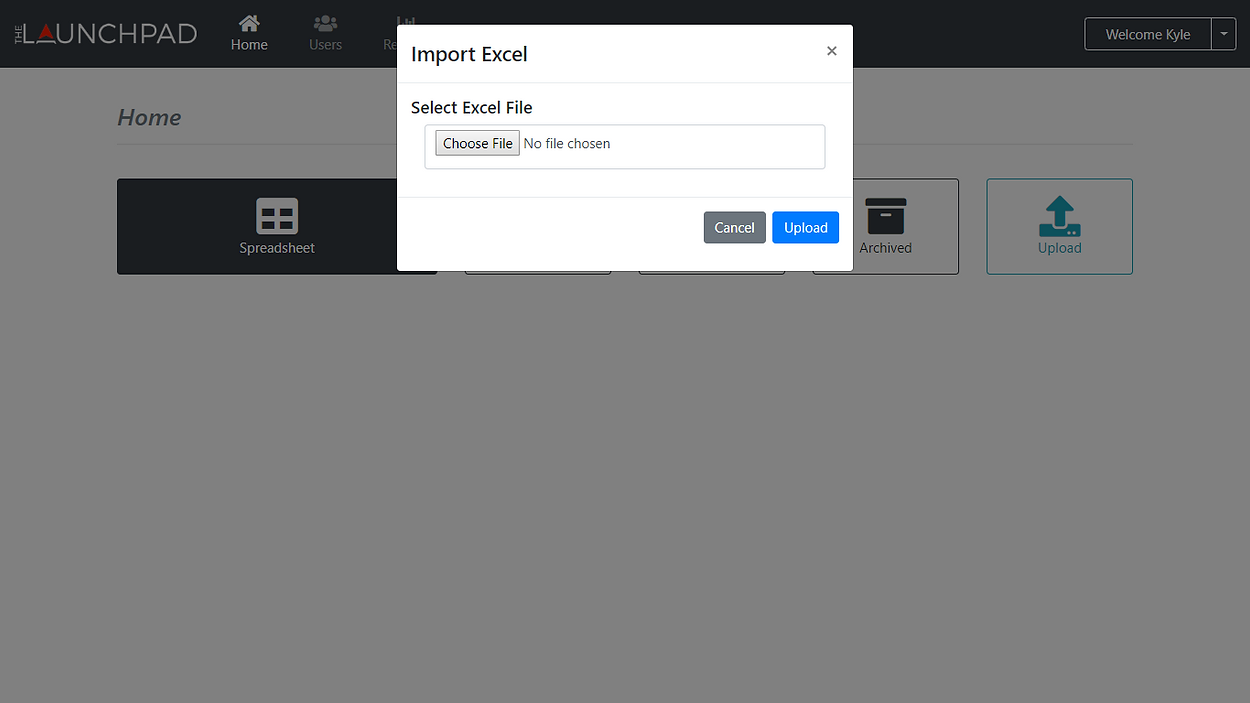 THE LAUNCHPAD
Home
Users
Welcome Kyle
Import Excel
×
Home
Select Excel File
Choose File No file chosen
Cancel Upload
Spreadsheet
Archived
Upload